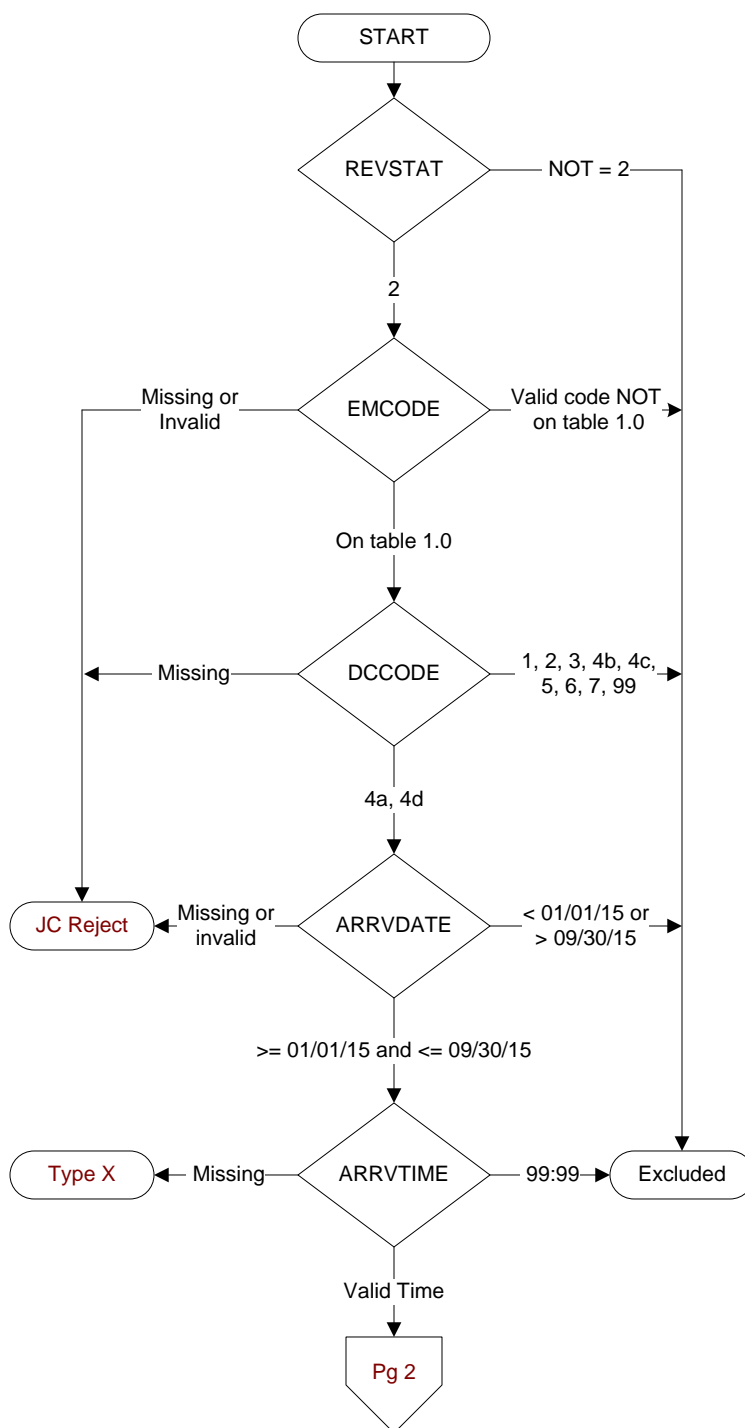 START
REVSTAT
NOT = 2
2
Missing or
Invalid
EMCODE
Valid code NOT
on table 1.0
On table 1.0
Missing
DCCODE
1, 2, 3, 4b, 4c,
5, 6, 7, 99
4a, 4d
JC Reject
Missing or
invalid
ARRVDATE
< 01/01/15 or
> 09/30/15
>= 01/01/15 and <= 09/30/15
Type X
Missing
ARRVTIME
99:99
Excluded
Valid Time
Pg 2